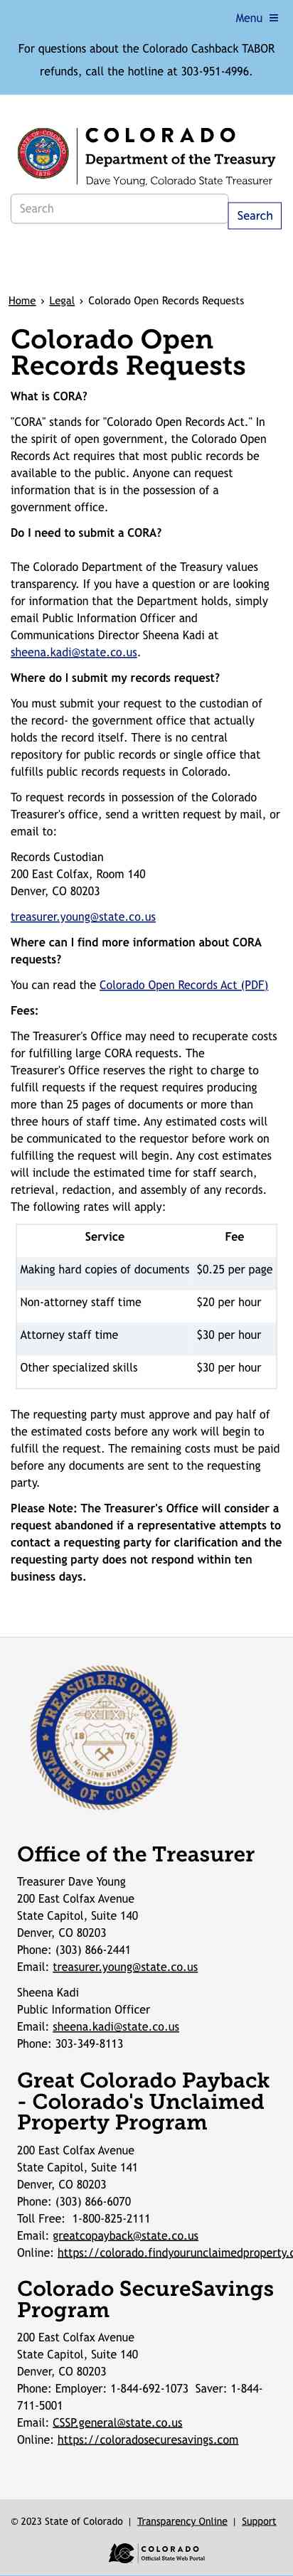 Menu ≡
For questions about the Colorado Cashback TABOR
refunds, call the hotline at 303-951-4996.
COLORADO
Department of the Treasury
Dave Young, Colorado State Treasurer
Search
Search
Home › Legal › Colorado Open Records Requests
Colorado Open
Records Requests
What is CORA?
"CORA" stands for "Colorado Open Records Act." In
the spirit of open government, the Colorado Open
Records Act requires that most public records be
available to the public. Anyone can request
information that is in the possession of a
government office.
Do I need to submit a CORA?
The Colorado Department of the Treasury values
transparency. If you have a question or are looking
for information that the Department holds, simply
email Public Information Officer and
Communications Director Sheena Kadi at
sheena.kadi@state.co.us.
Where do I submit my records request?
You must submit your request to the custodian of
the record- the government office that actually
holds the record itself. There is no central
repository for public records or single office that
fulfills public records requests in Colorado.
To request records in possession of the Colorado
Treasurer's office, send a written request by mail, or
email to:
Records Custodian
200 East Colfax, Room 140
Denver, CO 80203
treasurer.young@state.co.us
Where can I find more information about CORA
requests?
You can read the Colorado Open Records Act (PDF)
Fees:
The Treasurer's Office may need to recuperate costs
for fulfilling large CORA requests. The
Treasurer's Office reserves the right to charge to
fulfill requests if the request requires producing
more than 25 pages of documents or more than
three hours of staff time. Any estimated costs will
be communicated to the requestor before work on
fulfilling the request will begin. Any cost estimates
will include the estimated time for staff search,
retrieval, redaction, and assembly of any records.
The following rates will apply:
Service Fee
Making hard copies of documents $0.25 per page
Non-attorney staff time $20 per hour
Attorney staff time $30 per hour
Other specialized skills $30 per hour
The requesting party must approve and pay half of
the estimated costs before any work will begin to
fulfill the request. The remaining costs must be paid
before any documents are sent to the requesting
party.
Please Note: The Treasurer's Office will consider a
request abandoned if a representative attempts to
contact a requesting party for clarification and the
requesting party does not respond within ten
business days.
TREASURERS OFFICE
18 76
NIL SINE NUMINE
STATE OF COLORADO
Office of the Treasurer
Treasurer Dave Young
200 East Colfax Avenue
State Capitol, Suite 140
Denver, CO 80203
Phone: (303) 866-2441
Email: treasurer.young@state.co.us
Sheena Kadi
Public Information Officer
Email: sheena.kadi@state.co.us
Phone: 303-349-8113
Great Colorado Payback
- Colorado's Unclaimed
Property Program
200 East Colfax Avenue
State Capitol, Suite 141
Denver, CO 80203
Phone: (303) 866-6070
Toll Free: 1-800-825-2111
Email: greatcopayback@state.co.us
Online: https://colorado.findyourunclaimedproperty.c
Colorado SecureSavings
Program
200 East Colfax Avenue
State Capitol, Suite 140
Denver, CO 80203
Phone: Employer: 1-844-692-1073 Saver: 1-844-
711-5001
Email: CSSP.general@state.co.us
Online: https://coloradosecuresavings.com
© 2023 State of Colorado | Transparency Online | Support
COLORADO
Official State Web Portal